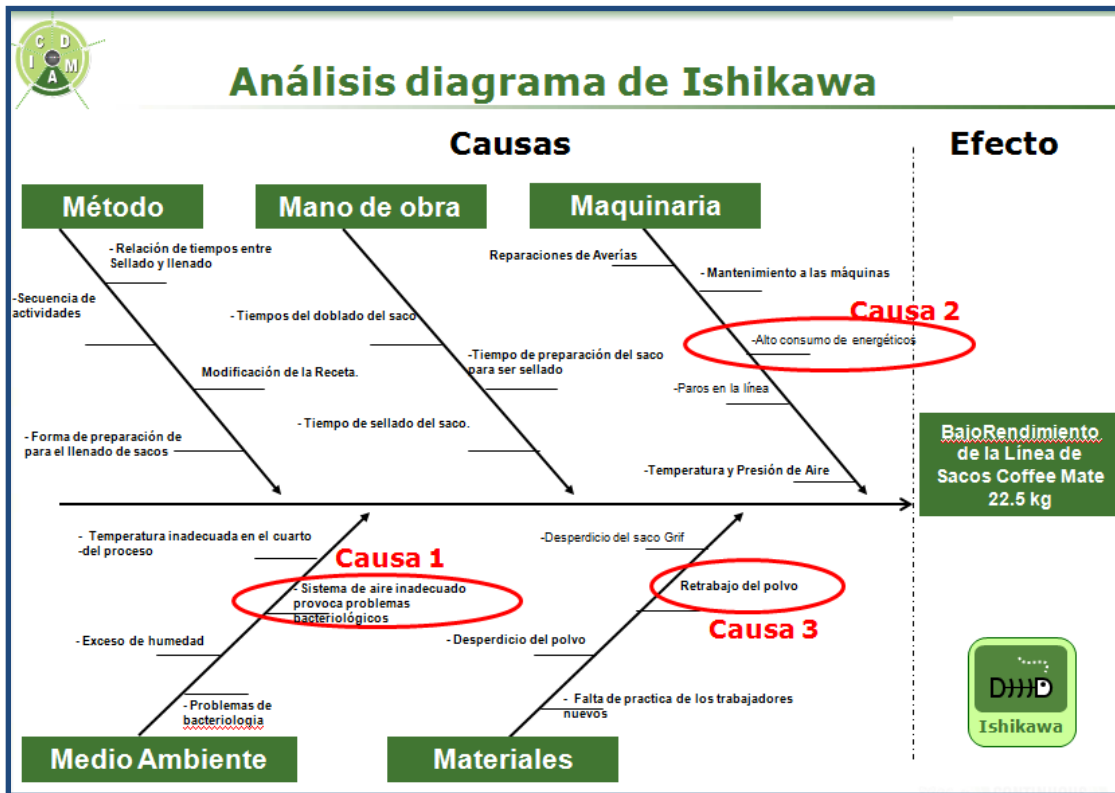 C D
I M
A
Análisis diagrama de Ishikawa
Causas
Efecto
Método
Mano de obra
Maquinaria
- Relación de tiempos entre
Sellado y llenado
-Secuencia de
actividades
Modificación de la Receta.
- Forma de preparación de
para el llenado de sacos
- Tiempos del doblado del saco
-Tiempo de preparación del saco
para ser sellado
- Tiempo de sellado del saco.
Reparaciones de Averías
- Mantenimiento a las máquinas
Causa 2
-Alto consumo de energéticos
-Paros en la línea
-Temperatura y Presión de Aire
BajoRendimiento
de la Línea de
Sacos Coffee Mate
22.5 kg
- Temperatura inadecuada en el cuarto
-del proceso
Causa 1
- Sistema de aire inadecuado
provoca problemas
bacteriológicos
- Exceso de humedad
- Problemas de
bacteriologia
-Desperdicio del saco Grif
Retrabajo del polvo
Causa 3
- Desperdicio del polvo
- Falta de practica de los trabajadores
nuevos
Medio Ambiente
Materiales
Ishikawa